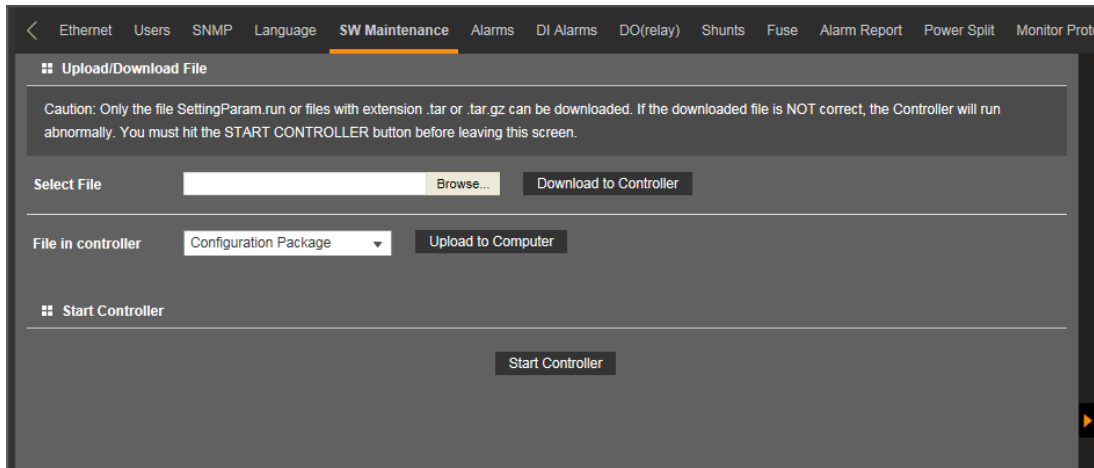 Ethernet Users SNMP Language SW Maintenance Alarms DI Alarms DO(relay) Shunts Fuse Alarm Report Power Split Monitor Prot
Upload/Download File
Caution: Only the file SettingParam.run or files with extension .tar or .tar.gz can be downloaded. If the downloaded file is NOT correct, the Controller will run
abnormally. You must hit the START CONTROLLER button before leaving this screen.
Select File Browse... Download to Controller
File in controller Configuration Package Upload to Computer
Start Controller
Start Controller